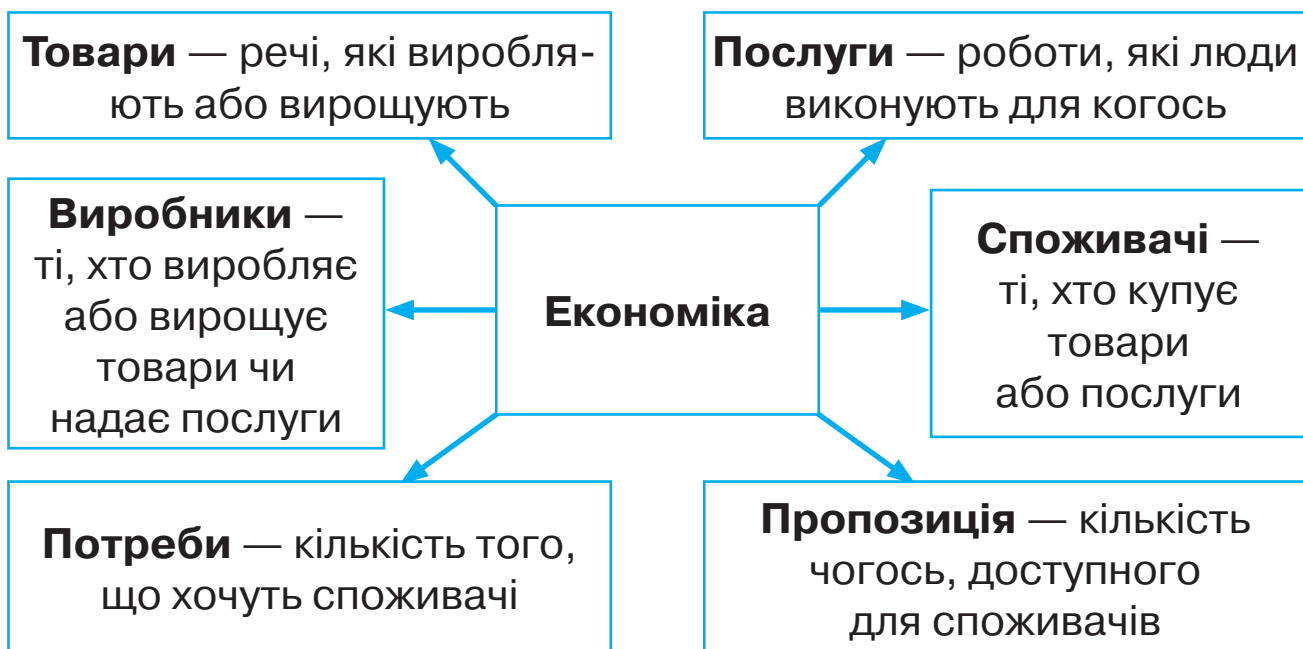 Товари — речі, які виробля-
ють або вирощують
Послуги — роботи, які люди
виконують для когось
Виробники —
ті, хто виробляє
або вирощує
товари чи
надає послуги
Економіка
Споживачі —
ті, хто купує
товари
або послуги
Потреби — кількість того,
що хочуть споживачі
Пропозиція — кількість
чогось, доступного
для споживачів